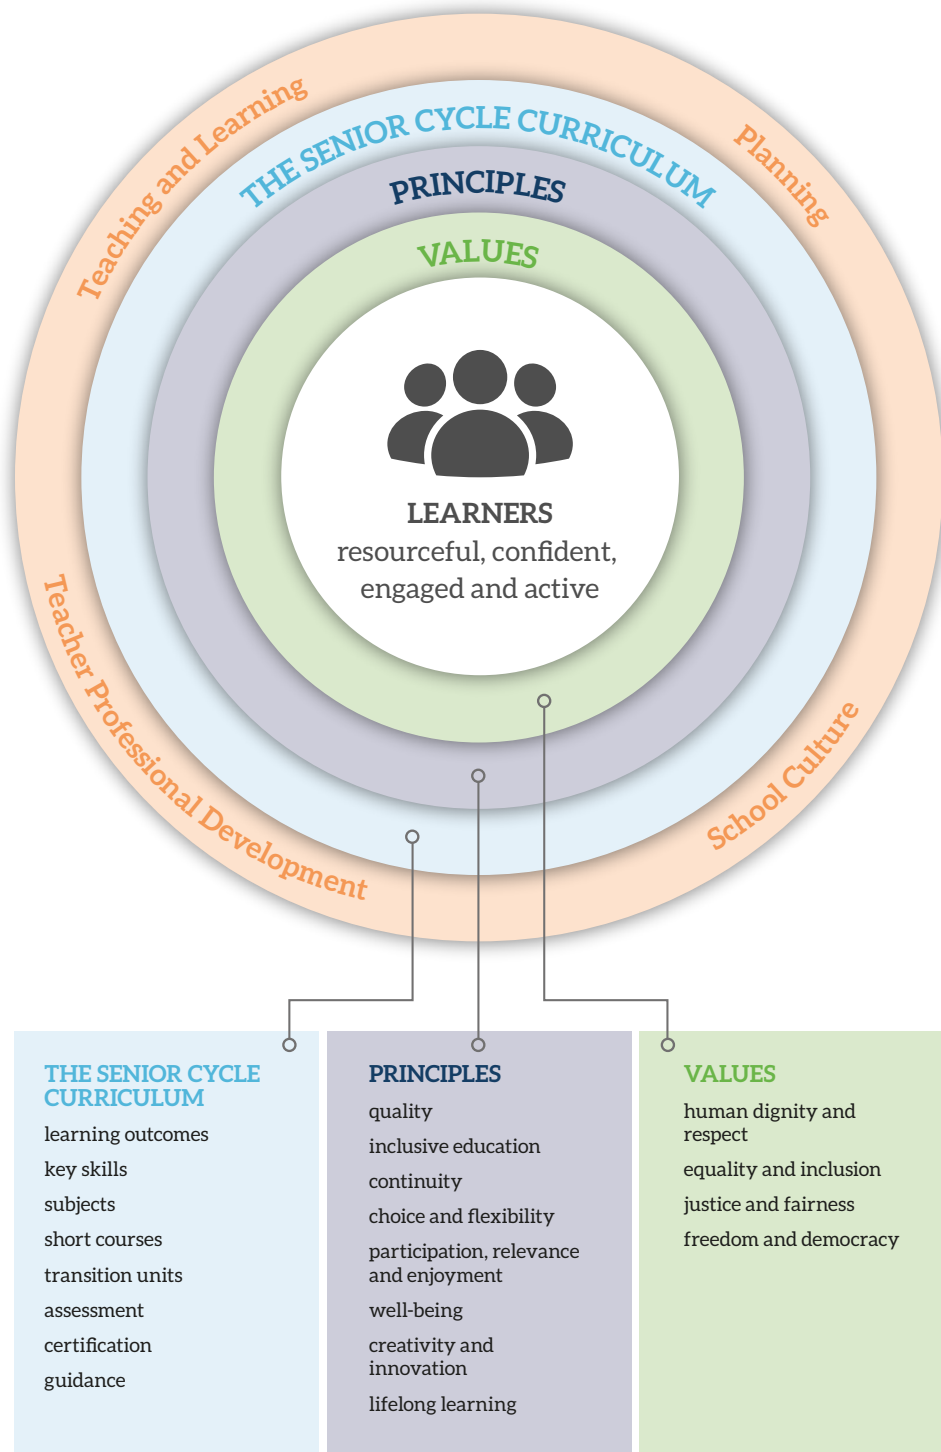 Teaching and Learning
Planning
THE SENIOR CYCLE CURRICULUM
PRINCIPLES
VALUES
LEARNERS
resourceful, confident,
engaged and active
Teacher Professional Development
School Culture
THE SENIOR CYCLE
CURRICULUM
learning outcomes
key skills
subjects
short courses
transition units
assessment
certification
guidance
PRINCIPLES
quality
inclusive education
continuity
choice and flexibility
participation, relevance
and enjoyment
well-being
creativity and
innovation
lifelong learning
VALUES
human dignity and
respect
equality and inclusion
justice and fairness
freedom and democracy